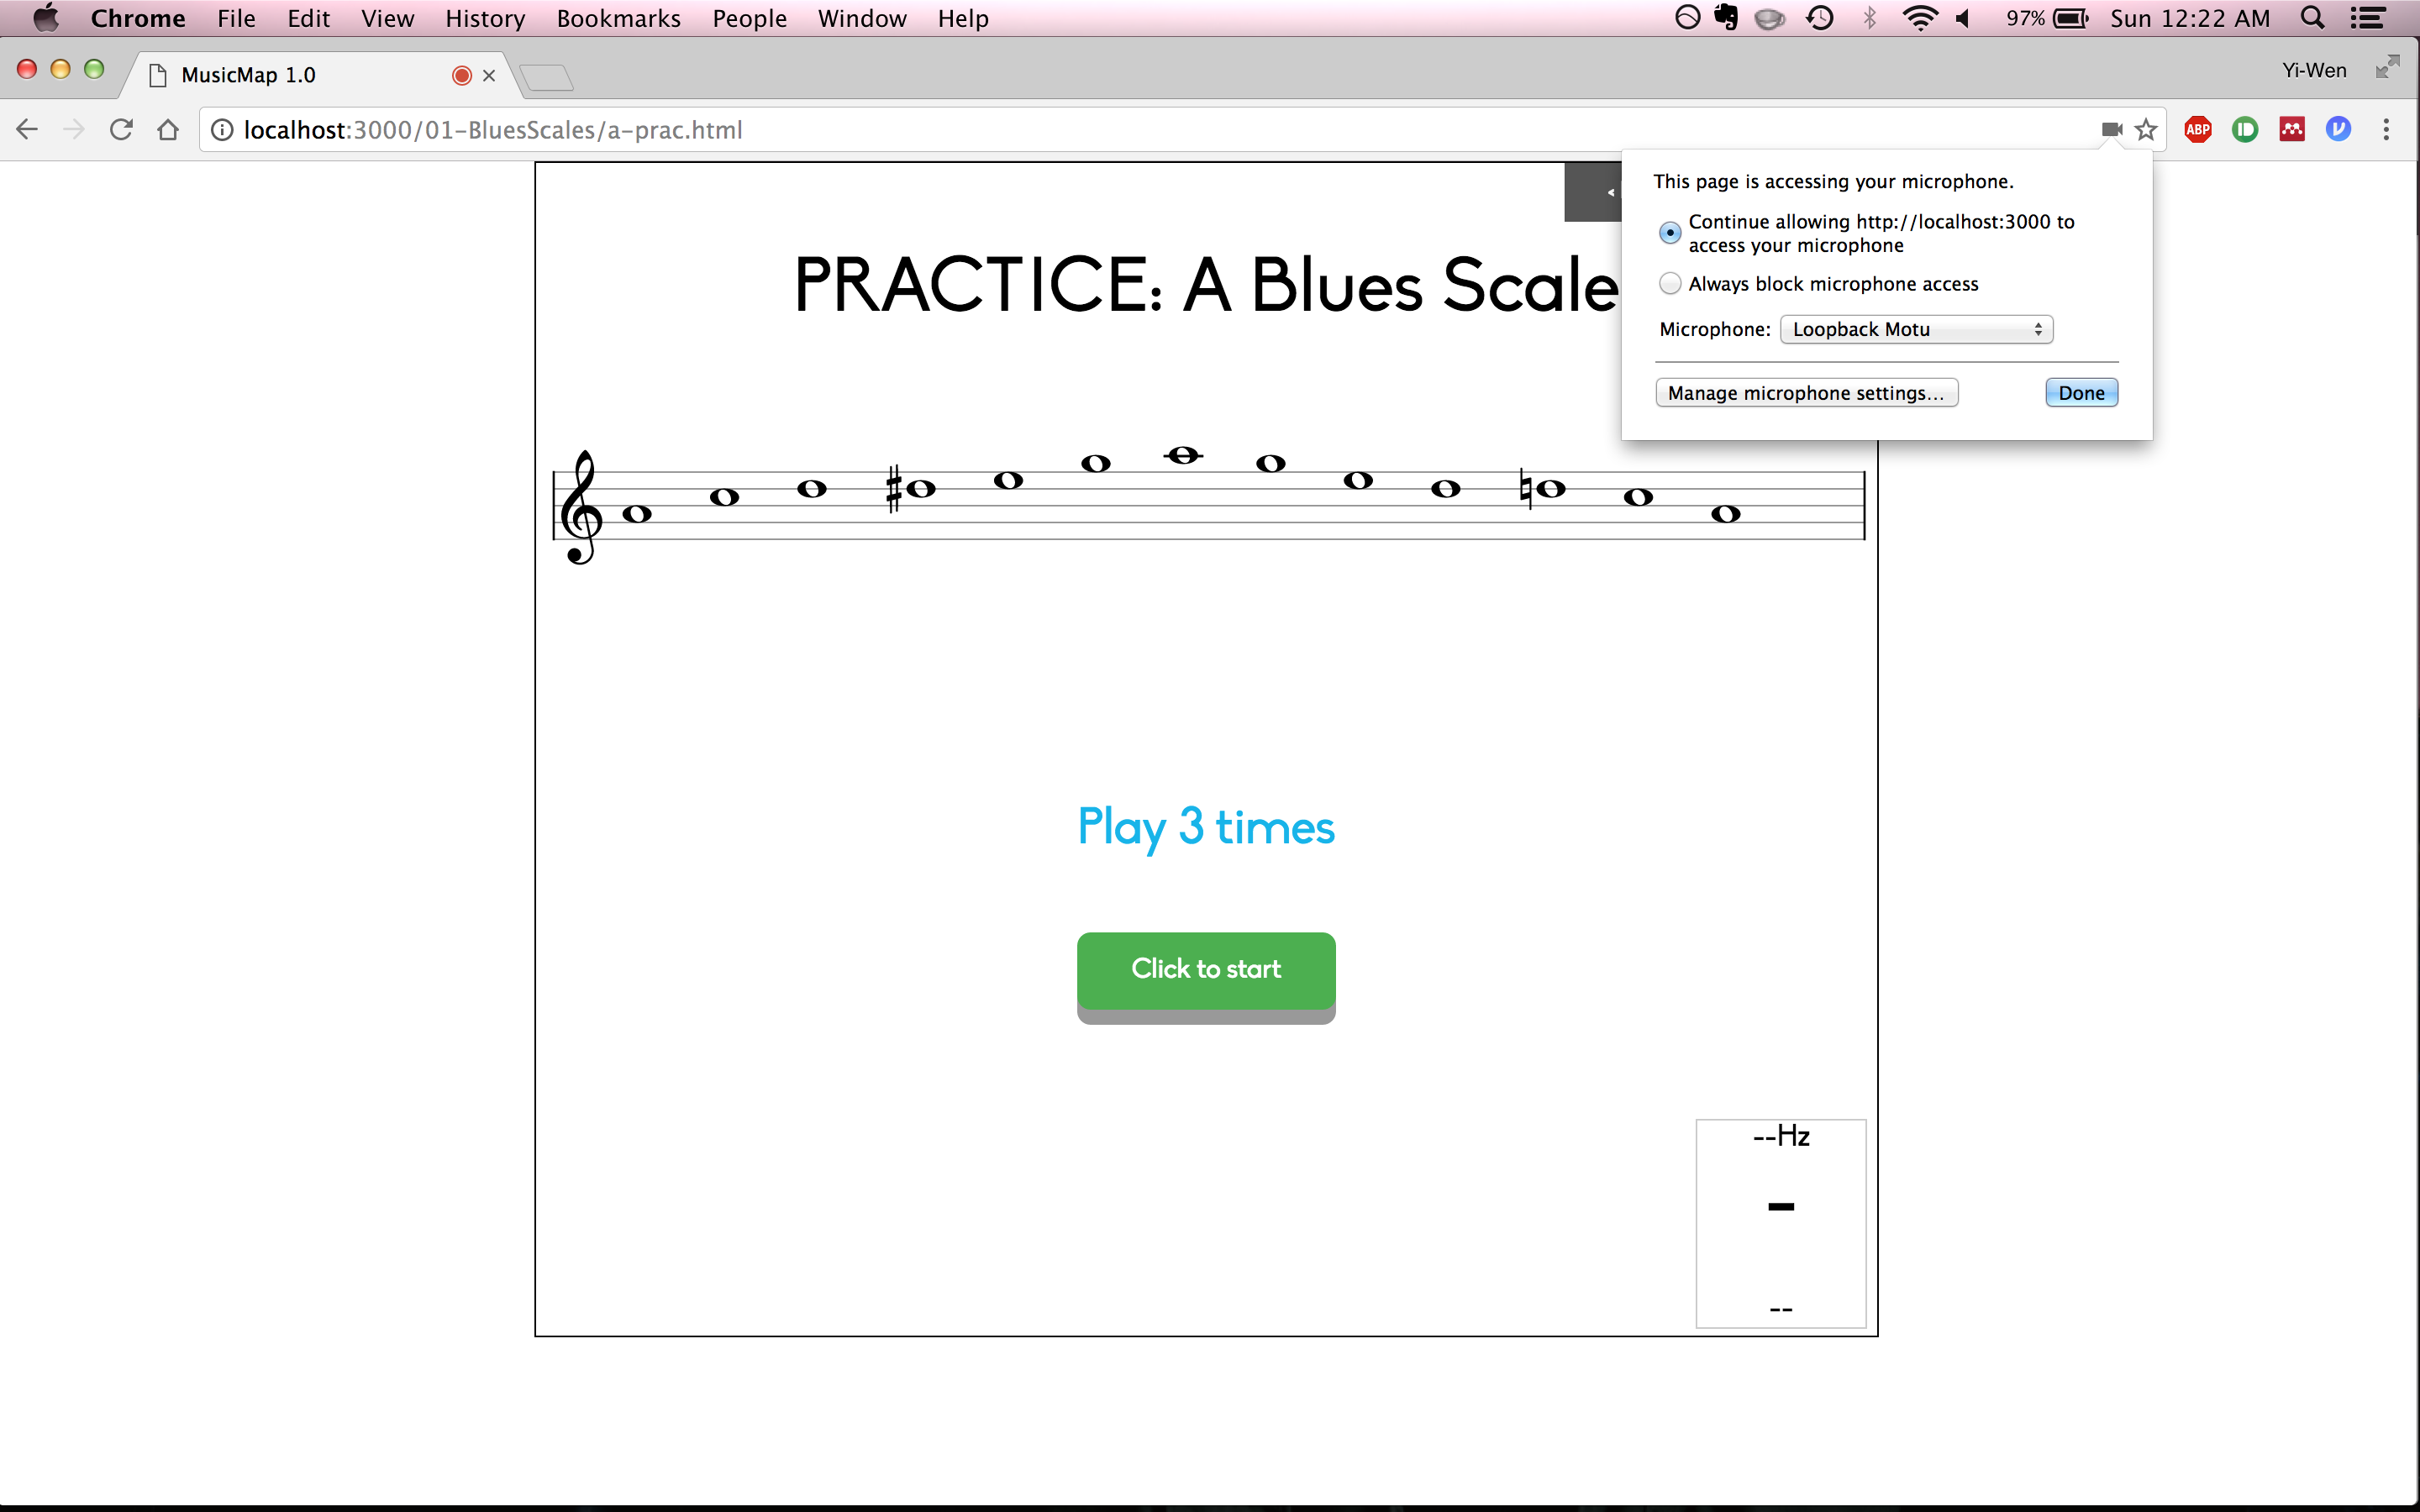 Chrome File Edit View History Bookmarks People Window Help 97% Sun 12:22 AM
MusicMap 1.0 Yi-Wen
localhost:3000/01-BluesScales/a-prac.html ABP
This page is accessing your microphone.
Continue allowing http://localhost:3000 to
access your microphone
Always block microphone access
Microphone: Loopback Motu
Manage microphone settings... Done
<
PRACTICE: A Blues Scale
Play 3 times
Click to start
--Hz
-
--